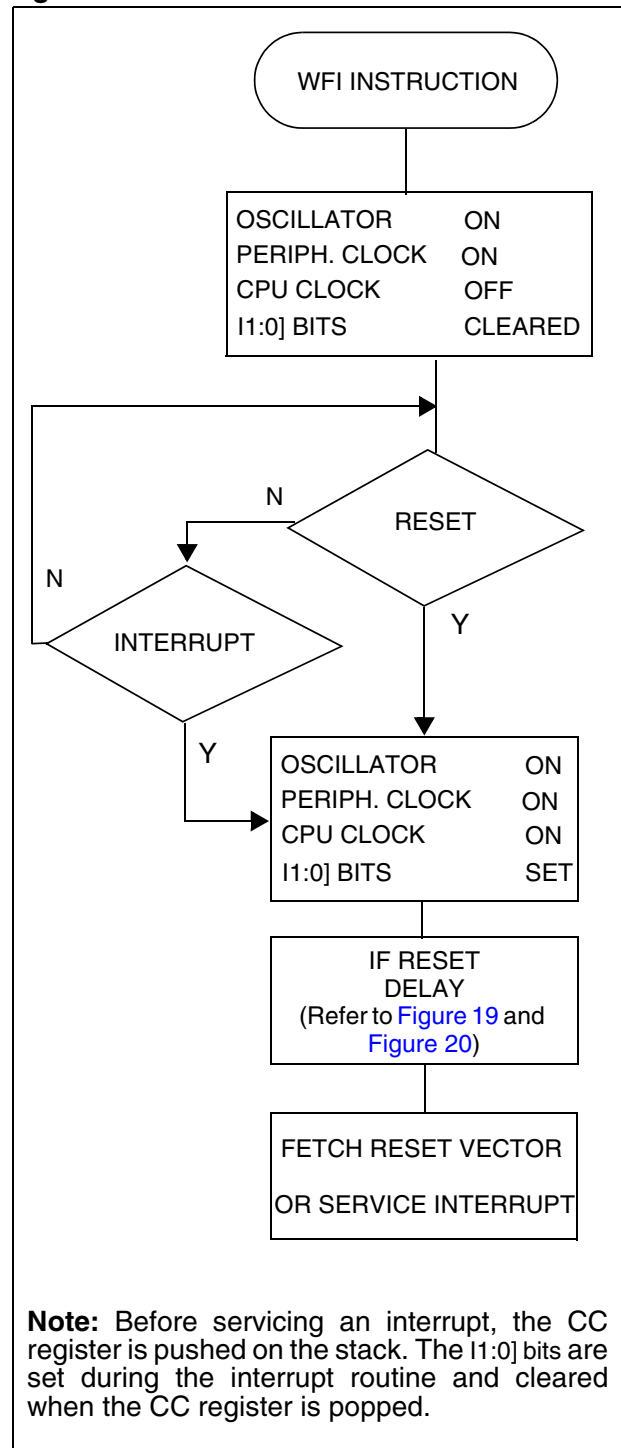 WFI INSTRUCTION
OSCILLATOR ON
PERIPH. CLOCK ON
CPU CLOCK OFF
I1:0] BITS CLEARED
N
RESET
N
INTERRUPT
Y
Y
OSCILLATOR ON
PERIPH. CLOCK ON
CPU CLOCK ON
I1:0] BITS SET
IF RESET
DELAY
(Refer to Figure 19 and
Figure 20)
FETCH RESET VECTOR
OR SERVICE INTERRUPT
Note: Before servicing an interrupt, the CC
register is pushed on the stack. The I1:0] bits are
set during the interrupt routine and cleared
when the CC register is popped.